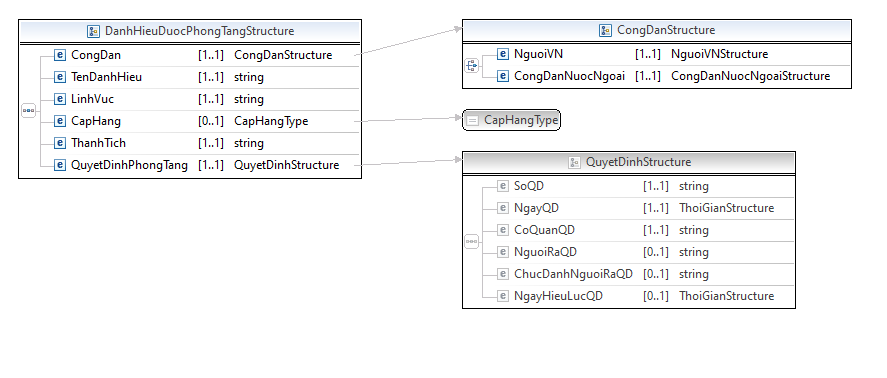 DanhHieuDuocPhongTangStructure
CongDan [1..1] CongDanStructure
TenDanhHieu [1..1] string
LinhVuc [1..1] string
CapHang [0..1] CapHangType
ThanhTich [1..1] string
QuyetDinhPhongTang [1..1] QuyetDinhStructure
CongDanStructure
NguoiVN [1..1] NguoiVNStructure
CongDanNuocNgoai [1..1] CongDanNuocNgoaiStructure
CapHangType
QuyetDinhStructure
SoQD [1..1] string
NgayQD [1..1] ThoiGianStructure
CoQuanQD [1..1] string
NguoiRaQD [0..1] string
ChucDanhNguoiRaQD [0..1] string
NgayHieuLucQD [0..1] ThoiGianStructure